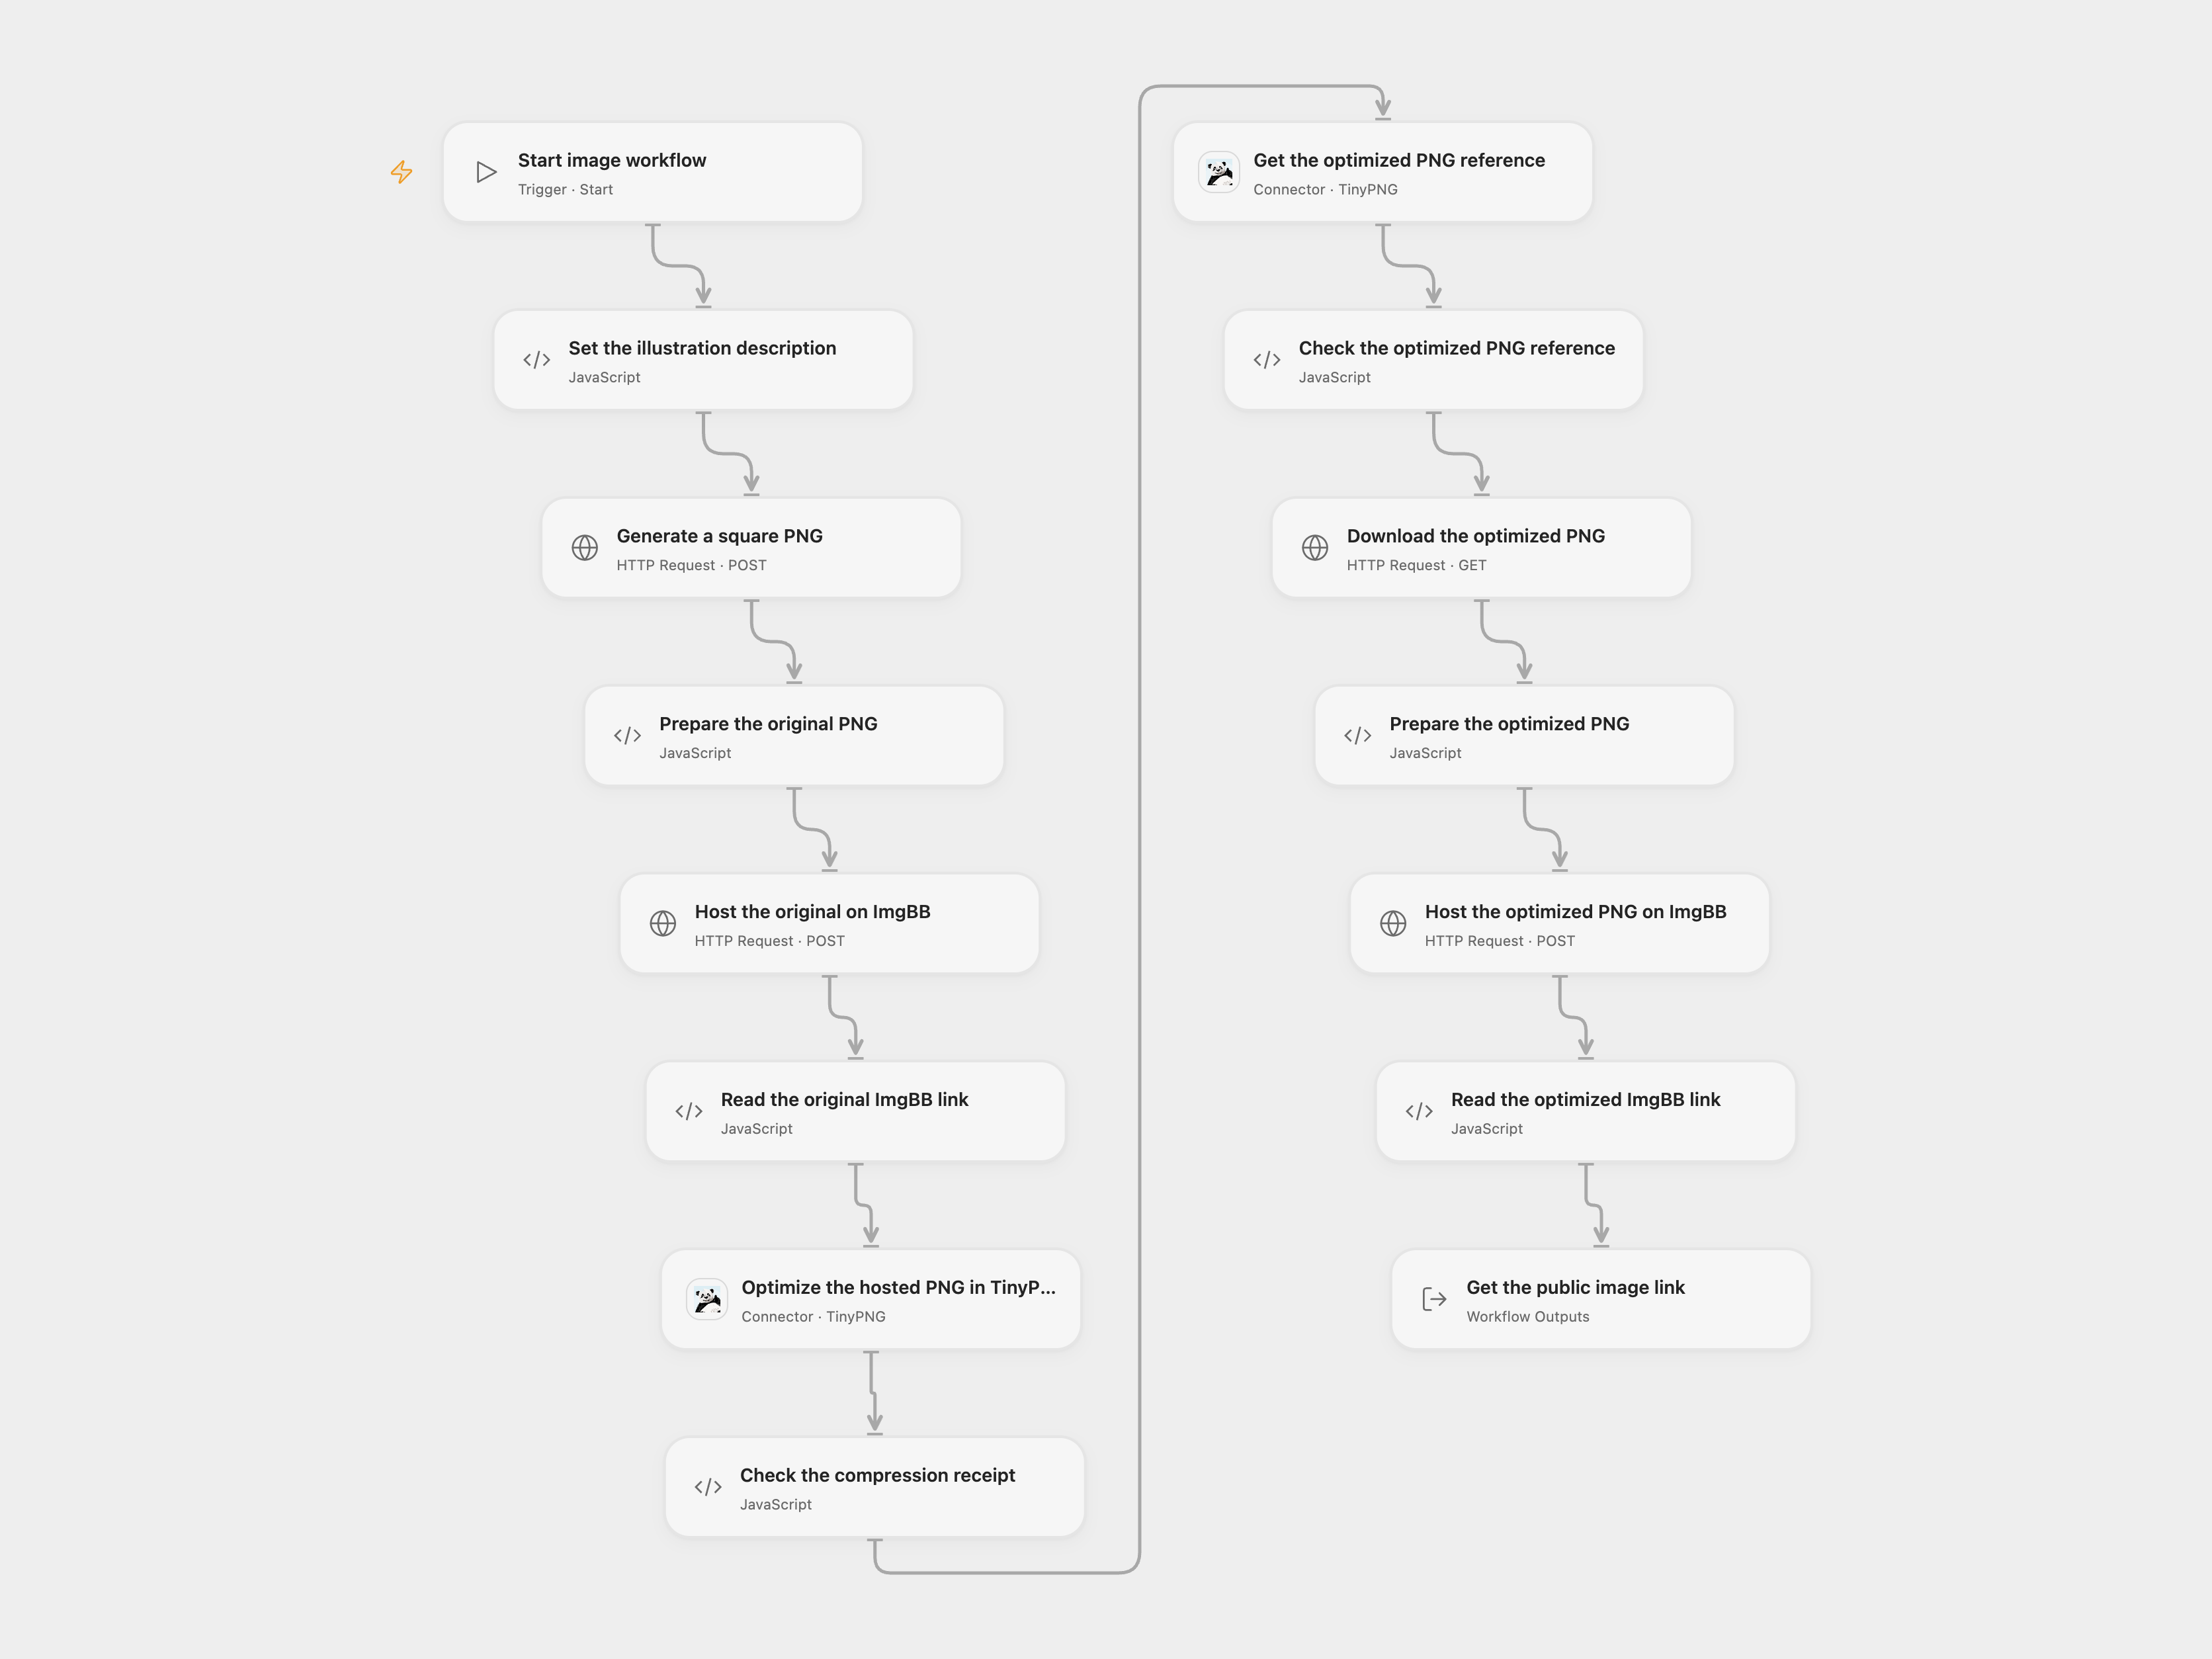 Start image workflow
Trigger · Start
Set the illustration description
JavaScript
Generate a square PNG
HTTP Request · POST
Prepare the original PNG
JavaScript
Host the original on ImgBB
HTTP Request · POST
Read the original ImgBB link
JavaScript
Optimize the hosted PNG in TinyP...
Connector · TinyPNG
Check the compression receipt
JavaScript
Get the optimized PNG reference
Connector · TinyPNG
Check the optimized PNG reference
JavaScript
Download the optimized PNG
HTTP Request · GET
Prepare the optimized PNG
JavaScript
Host the optimized PNG on ImgBB
HTTP Request · POST
Read the optimized ImgBB link
JavaScript
Get the public image link
Workflow Outputs